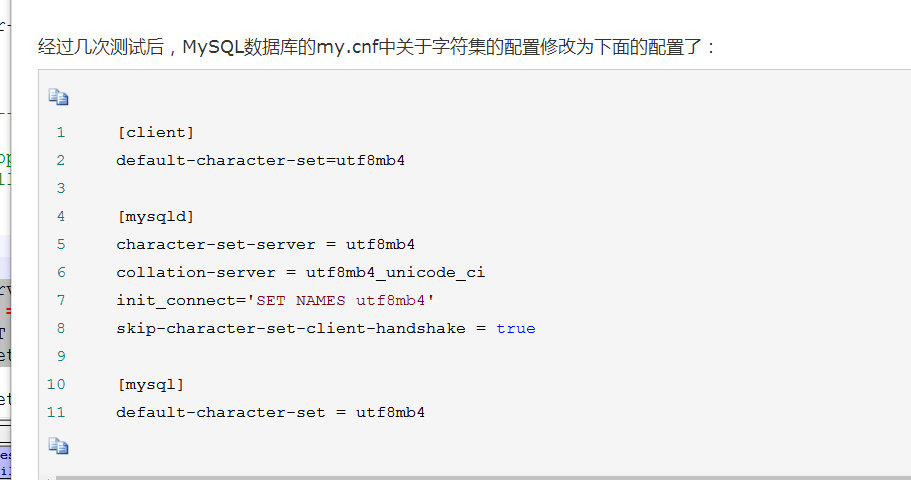 经过几次测试后，MySQL数据库的my.cnf中关于字符集的配置修改为下面的配置了：
1 [client]
2 default-character-set=utf8mb4
3
4 [mysqld]
5 character-set-server = utf8mb4
6 collation-server = utf8mb4_unicode_ci
7 init_connect='SET NAMES utf8mb4'
8 skip-character-set-client-handshake = true
9
10 [mysql]
11 default-character-set = utf8mb4